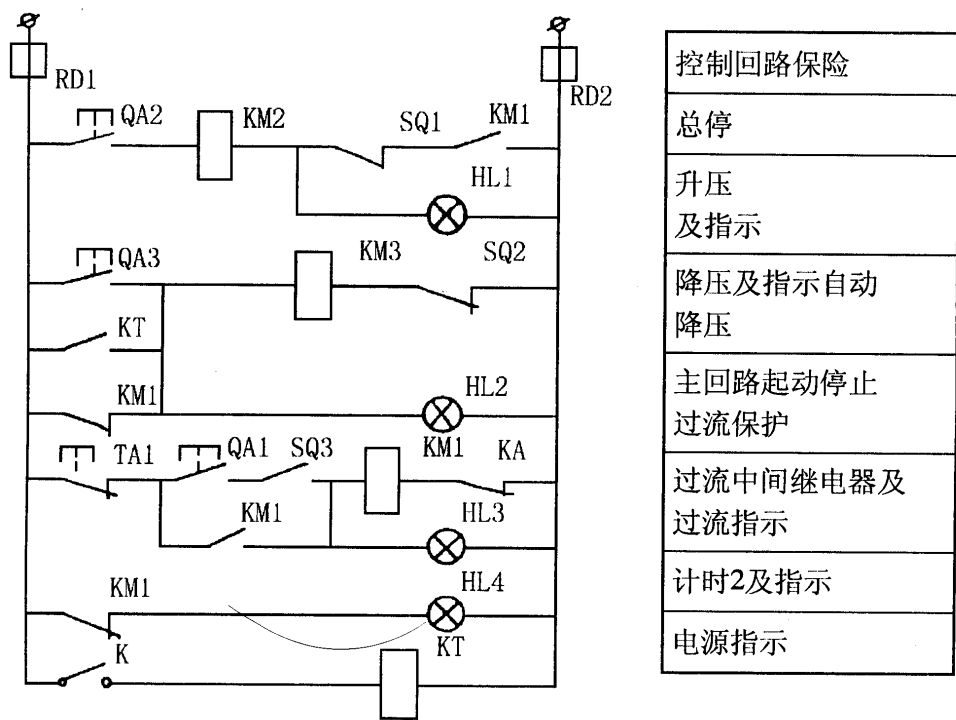 RD1
RD2
QA2
KM2
SQ1
KM1
HL1
QA3
KM3
SQ2
KT
KM1
HL2
TA1
QA1
SQ3
KM1
KA
KM1
HL3
KM1
HL4
K
KT
控制回路保险
总停
升压
及指示
降压及指示自动
降压
主回路起动停止
过流保护
过流中间继电器及
过流指示
计时2及指示
电源指示